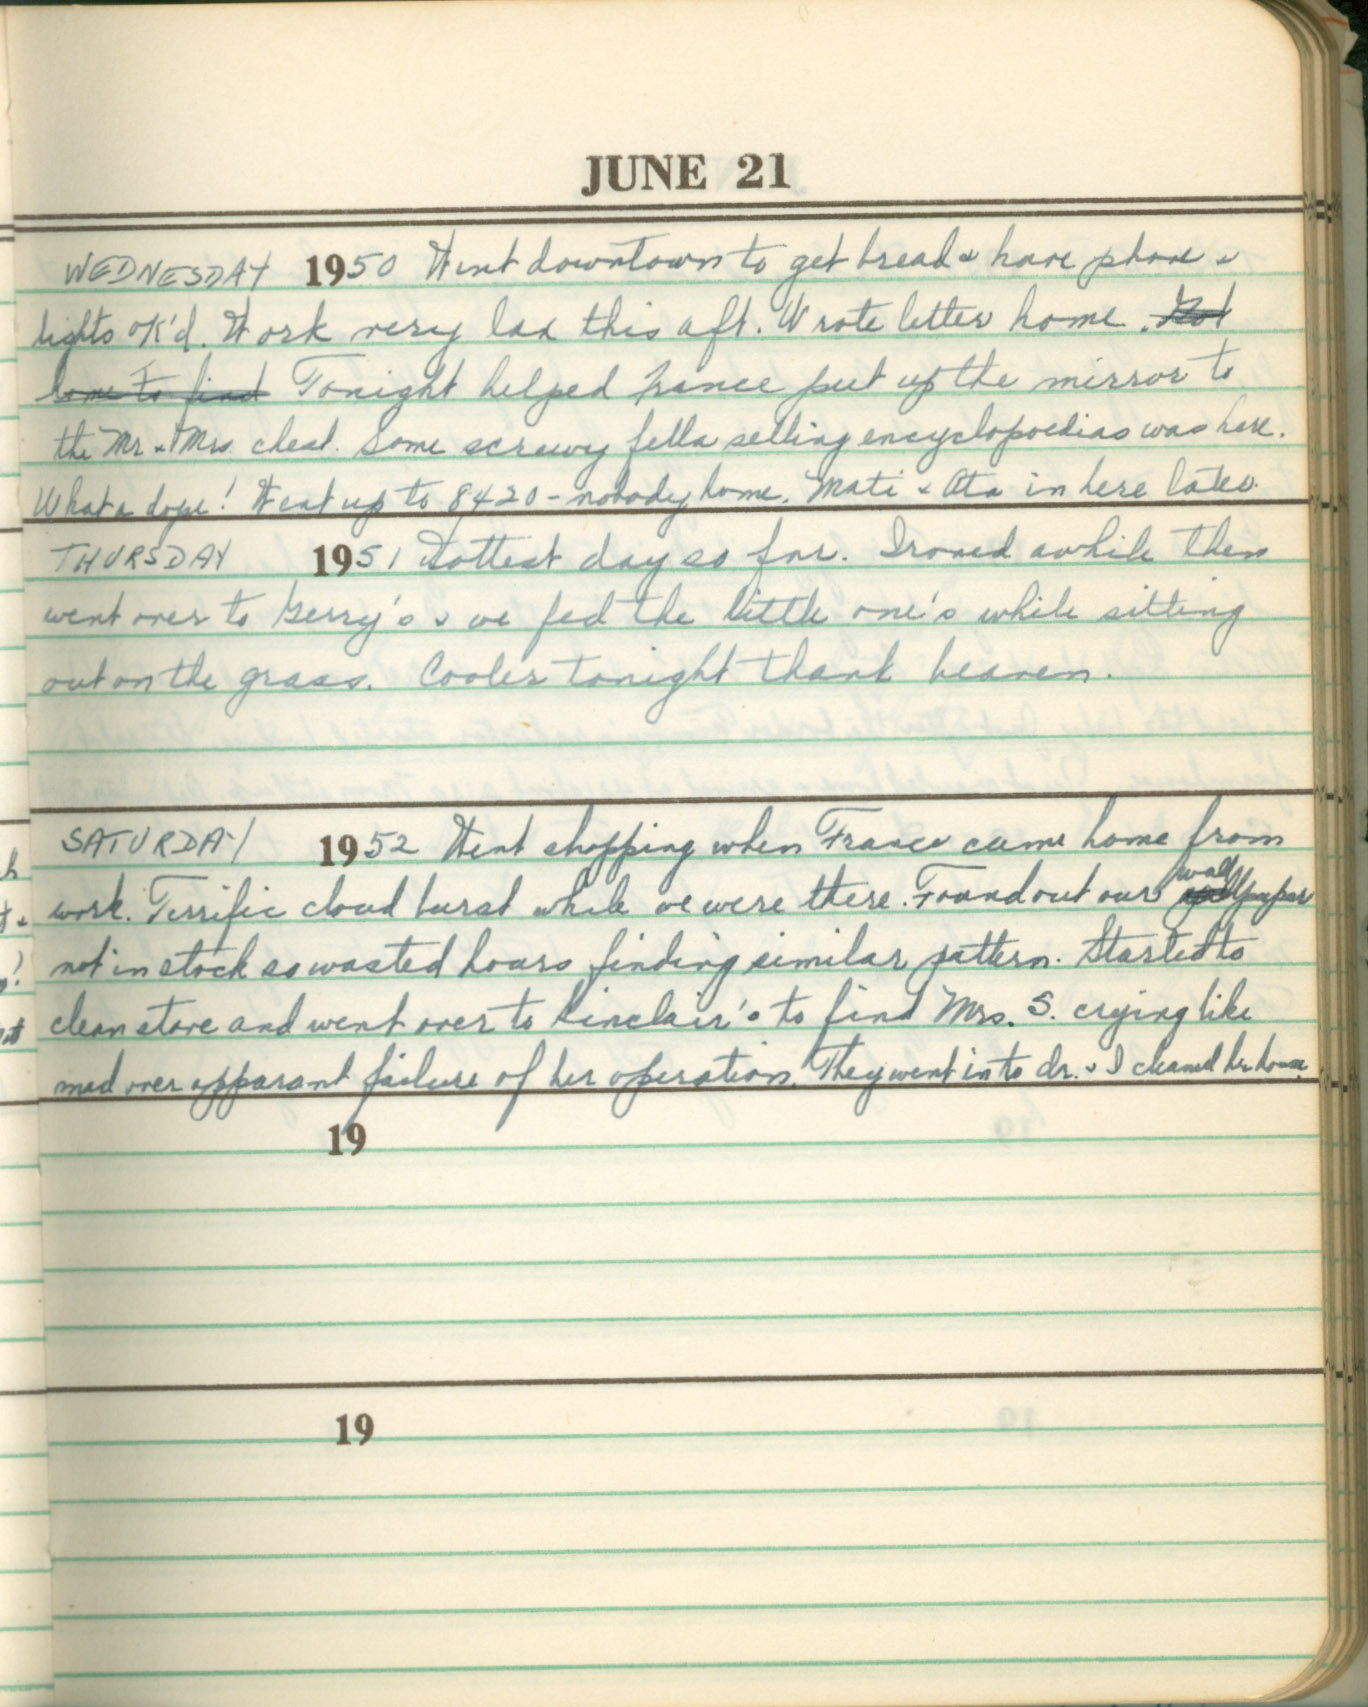 JUNE 21
WEDNESDAY 1950 Went downtown to get bread & have phone &
lights OK'd. Work very lax this aft. Wrote letter home. Got
home to find Tonight helped France put up the mirror to
the Mr & Mrs. chest. Some screwy fella selling encyclopoedias was here.
What a dope! Went up to 8420 - nobody home. Mati & Ata in here later.
THURSDAY 1951 Hottest day so far. Ironed awhile then
went over to Gerry's & we fed the little one's while sitting
out on the grass. Cooler tonight thank heaven.
SATURDAY 1952 Went shopping when France came home from
work. Terrific cloud burst while we were there. Found out our wallpaper
not in stock so wasted hours finding similar pattern. Started to
clean stove and went over to Sinclair's to find Mrs. S. crying like
mad over apparant failure of her operation. They went in to dr. & I cleaned her house.
19
19